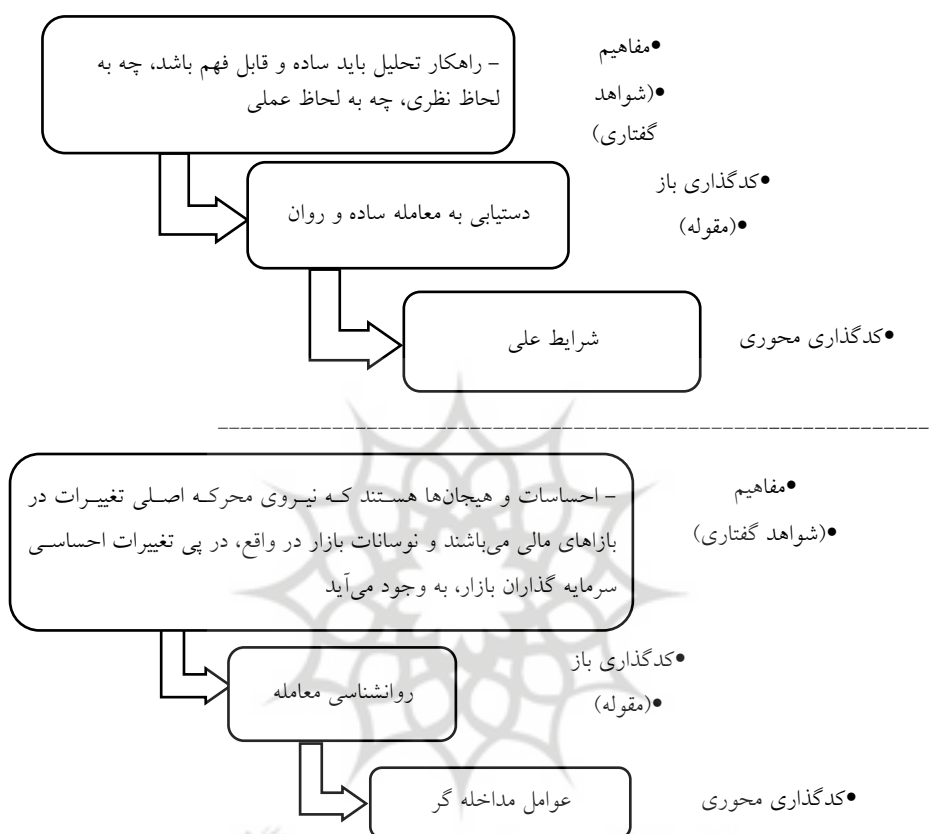 •مفاهیم
•(شواهد
گفتاری)
- راهکار تحلیل باید ساده و قابل فهم باشد، چه به
لحاظ نظری، چه به لحاظ عملی
•کدگذاری باز
•(مقوله)
دستیابی به معامله ساده و روان
•کدگذاری محوری
شرایط علی
•مفاهیم
•(شواهد گفتاری)
- احساسات و هیجان‌ها هستند که نیروی محرکه اصلی تغییرات در
بازاهای مالی می‌باشند و نوسانات بازار در واقع، در پی تغییرات احساسی
سرمایه گذاران بازار، به وجود می‌آید
•کدگذاری باز
•(مقوله)
روانشناسی معامله
•کدگذاری محوری
عوامل مداخله گر